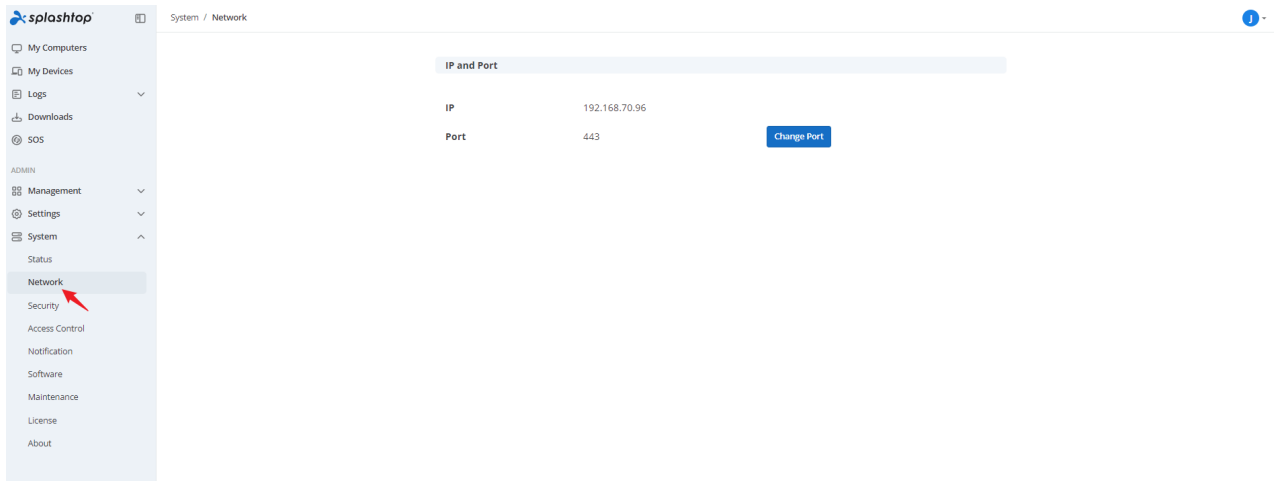 splashtop
System / Network
J
My Computers
My Devices
Logs
Downloads
SOS
ADMIN
Management
Settings
System
Status
Network
Security
Access Control
Notification
Software
Maintenance
License
About
IP and Port
IP 192.168.70.96
Port 443 Change Port